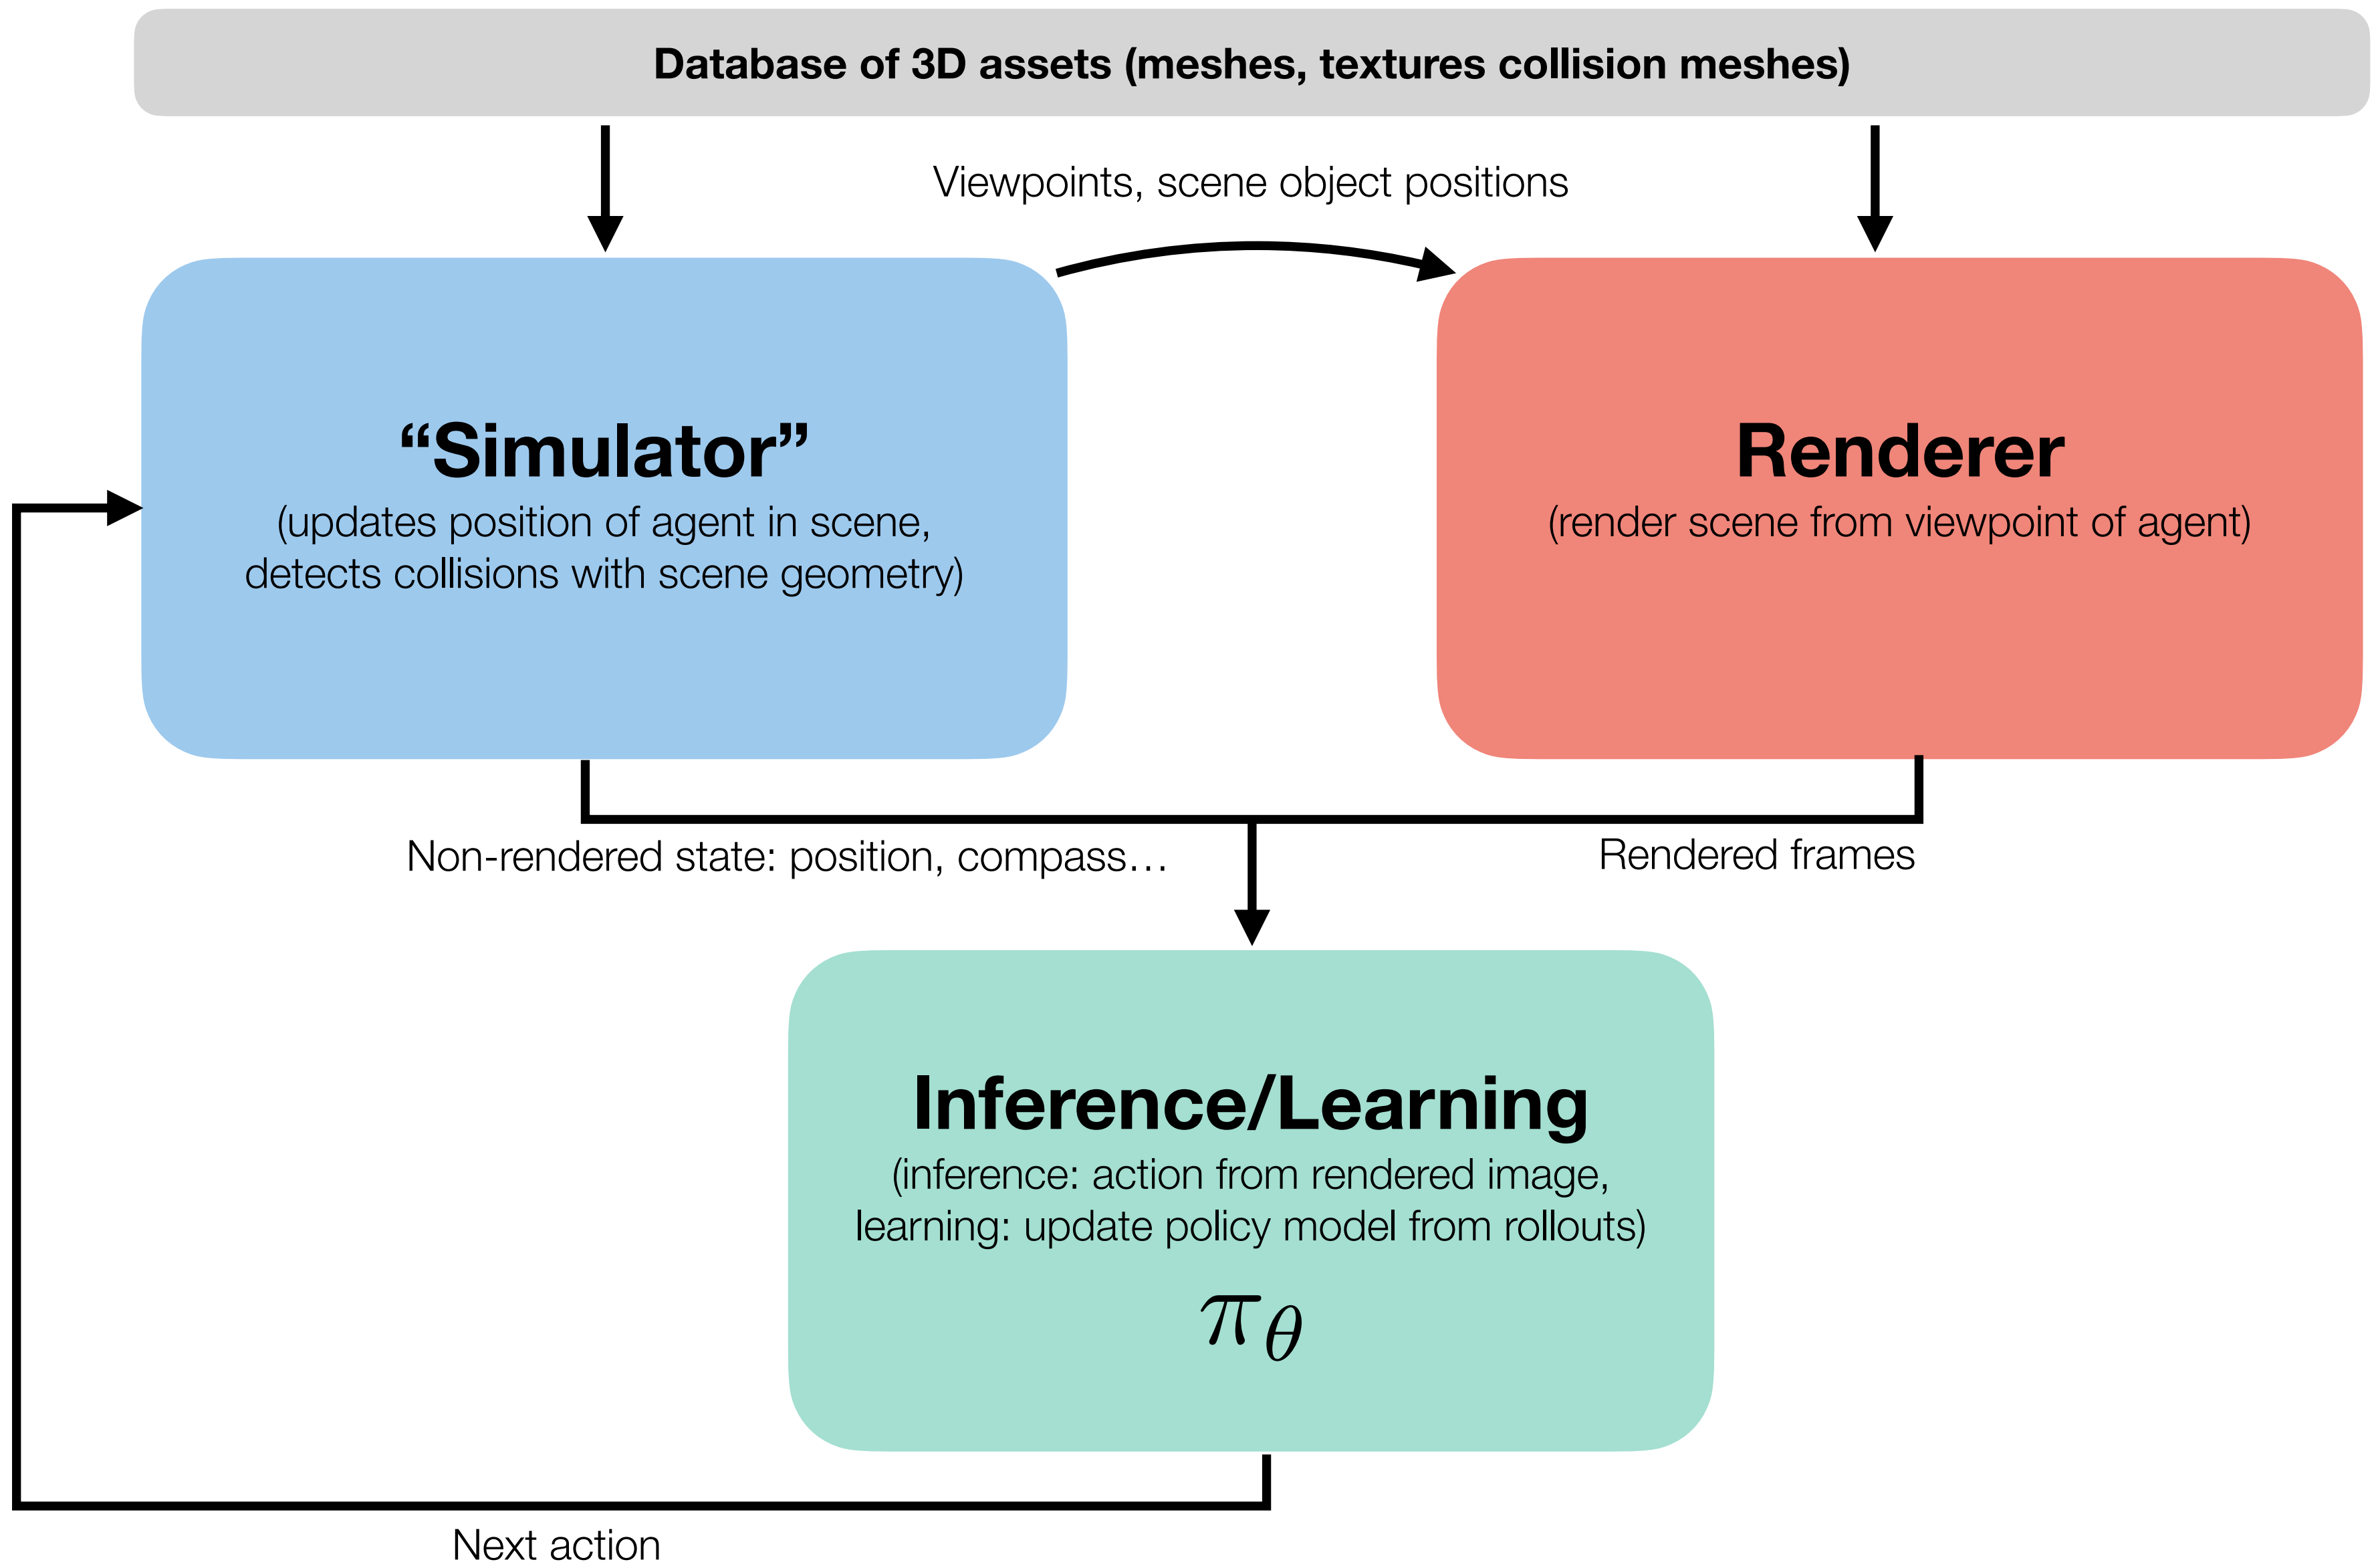 Database of 3D assets (meshes, textures collision meshes)
Viewpoints, scene object positions
“Simulator”
(updates position of agent in scene,
detects collisions with scene geometry)
Renderer
(render scene from viewpoint of agent)
Non-rendered state: position, compass…
Rendered frames
Inference/Learning
(inference: action from rendered image,
learning: update policy model from rollouts)
π_θ
Next action